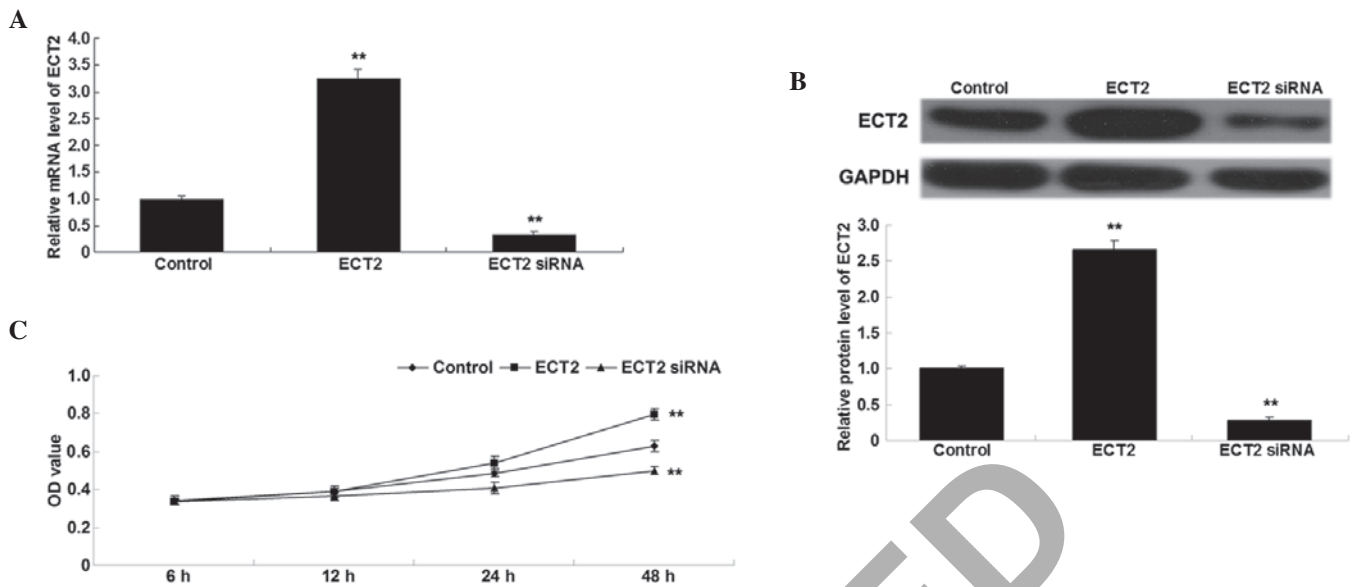 A
Relative mRNA level of ECT2
4.0
3.5
3.0
2.5
2.0
1.5
1.0
0.5
0
**
**
Control ECT2 ECT2 siRNA
B
Control ECT2 ECT2 siRNA
ECT2
GAPDH
Relative protein level of ECT2
3.0
2.5
2.0
1.5
1.0
0.5
0
**
**
Control ECT2 ECT2 siRNA
C
Control ECT2 ECT2 siRNA
OD value
1.0
0.8
0.6
0.4
0.2
0
**
**
6 h 12 h 24 h 48 h
ED